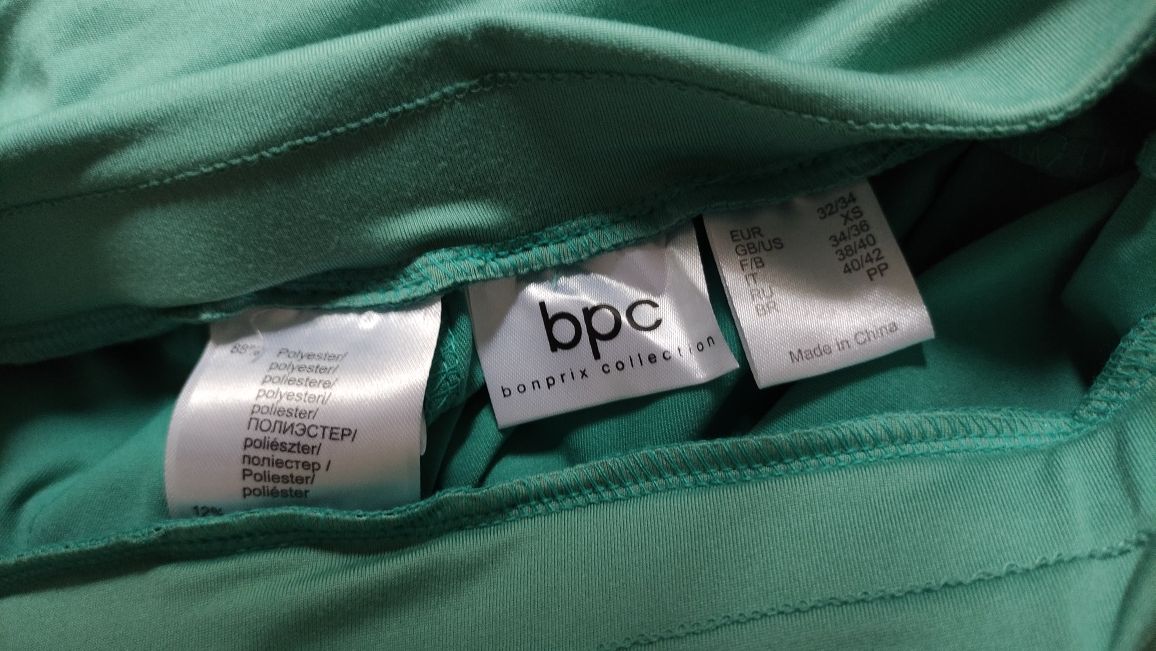 88%
Polyester/
polyester/
poliestere/
polyesteri/
poliester/
ПОЛИЭСТЕР/
poliészter/
поліестер /
Poliester/
poliéster
12%
bpc
bonprix collection
EUR 32/34
GB/US XS
F/B 34/36
IT 38/40
RU 40/42
BR PP
Made in China